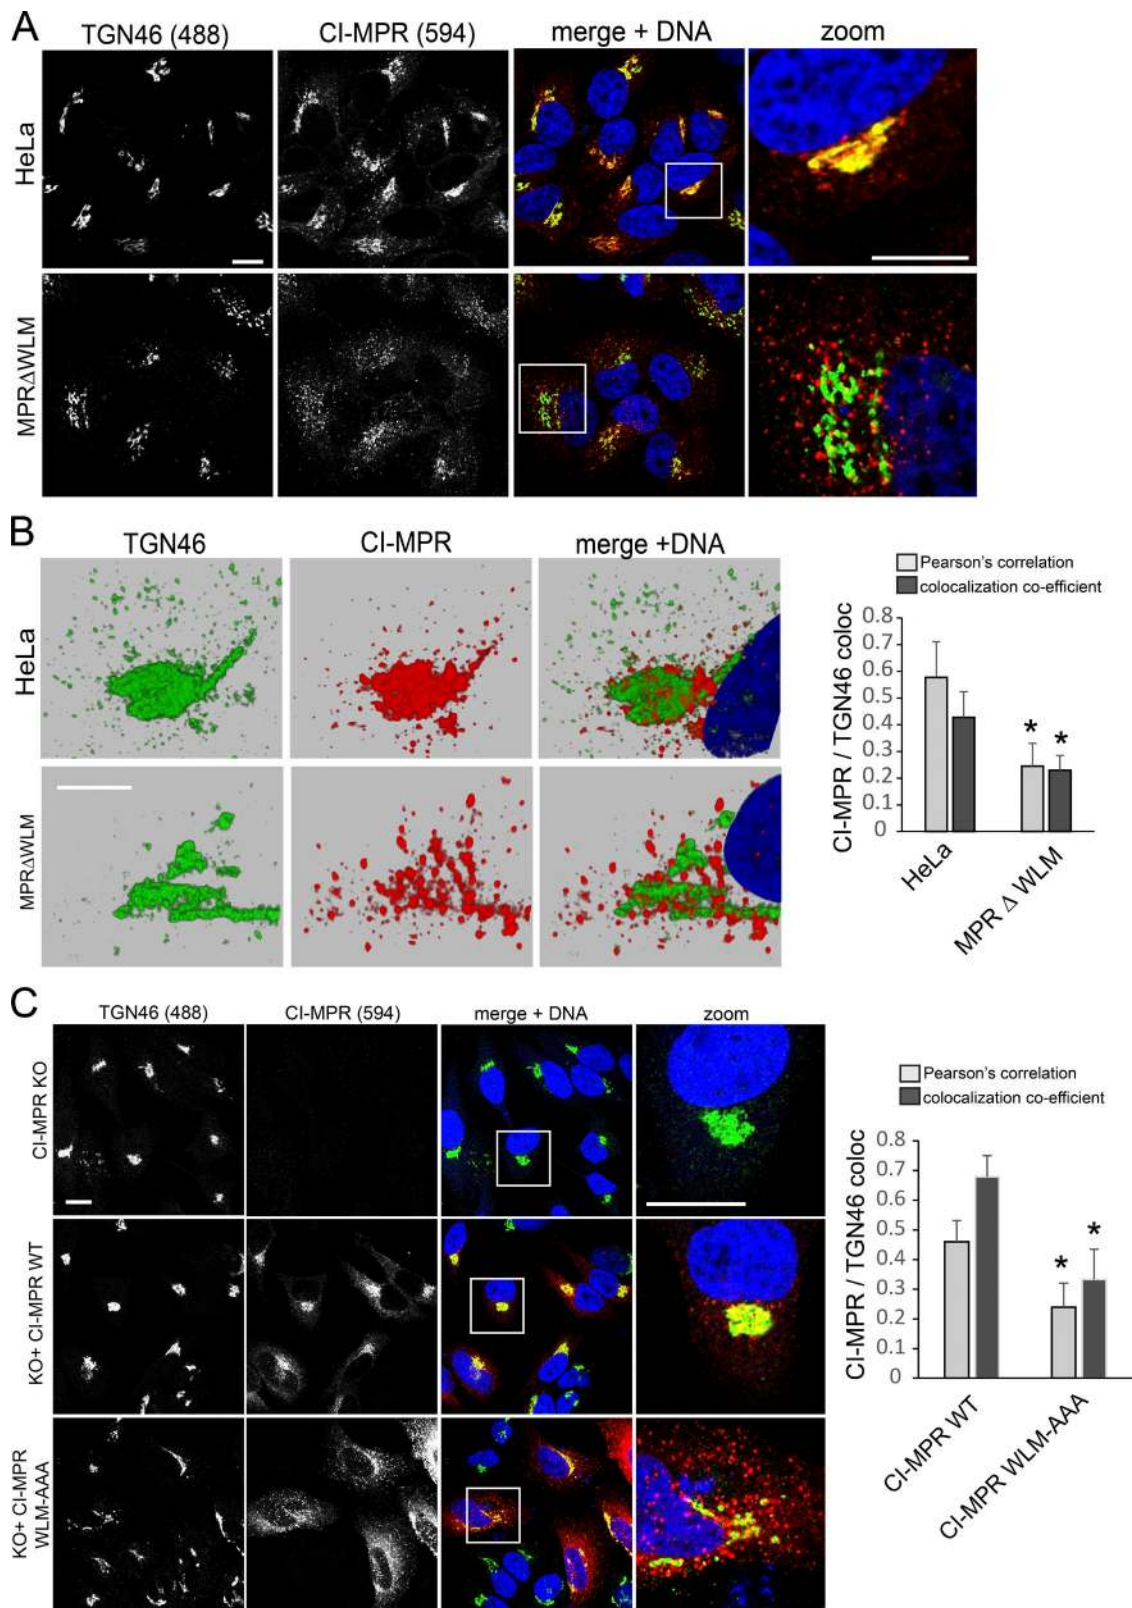 A
TGN46 (488) CI-MPR (594) merge + DNA zoom
HeLa
MPRΔWLM
B
TGN46 CI-MPR merge +DNA
HeLa
MPRΔWLM
Pearson's correlation
colocalization co-efficient
CI-MPR / TGN46 coloc
0.8
0.7
0.6
0.5
0.4
0.3
0.2
0.1
0
* *
HeLa
MPR Δ WLM
C
TGN46 (488) CI-MPR (594) merge + DNA zoom
CI-MPR KO
KO+ CI-MPR WT
KO+ CI-MPR
WLM-AAA
Pearson's correlation
colocalization co-efficient
CI-MPR / TGN46 coloc
0.8
0.7
0.6
0.5
0.4
0.3
0.2
0.1
0
* *
CI-MPR WT
CI-MPR WLM-AAA